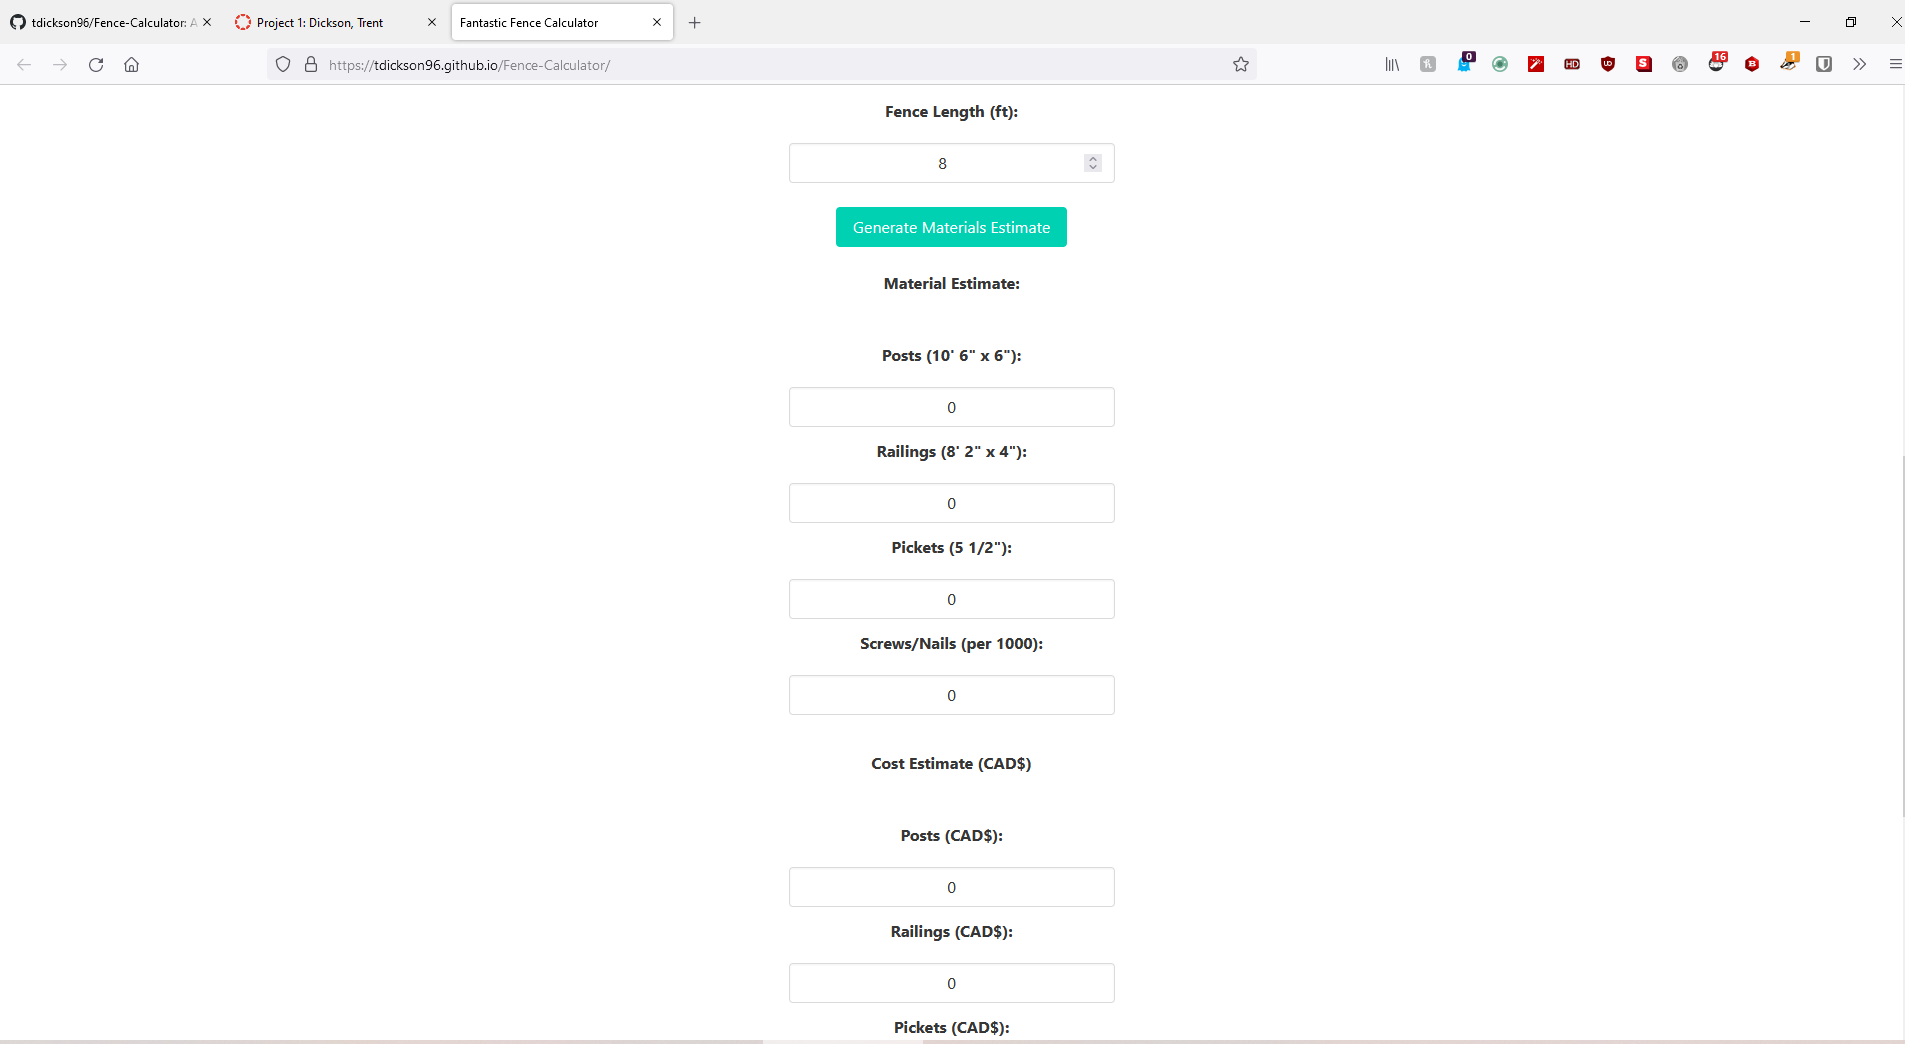 tdickson96/Fence-Calculator: A
Project 1: Dickson, Trent
Fantastic Fence Calculator
https://tdickson96.github.io/Fence-Calculator/
0
HD
UD
S
16
B
1
Fence Length (ft):
8
Generate Materials Estimate
Material Estimate:
Posts (10' 6" x 6"):
0
Railings (8' 2" x 4"):
0
Pickets (5 1/2"):
0
Screws/Nails (per 1000):
0
Cost Estimate (CAD$)
Posts (CAD$):
0
Railings (CAD$):
0
Pickets (CAD$):